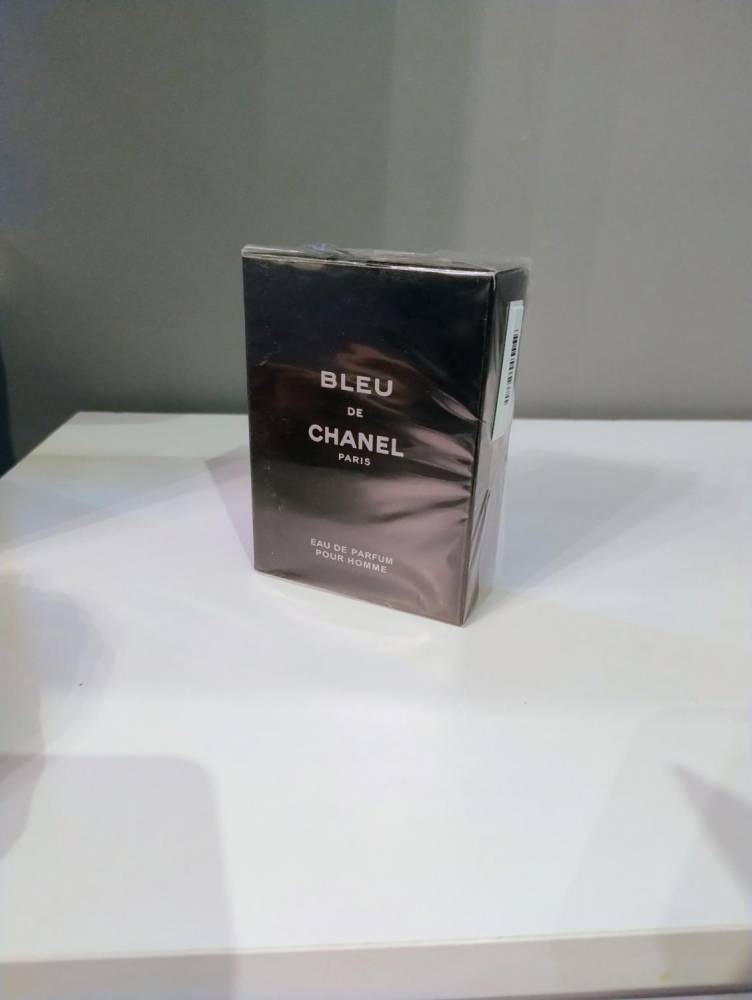 BLEU
DE
CHANEL
PARIS
EAU DE PARFUM
POUR HOMME